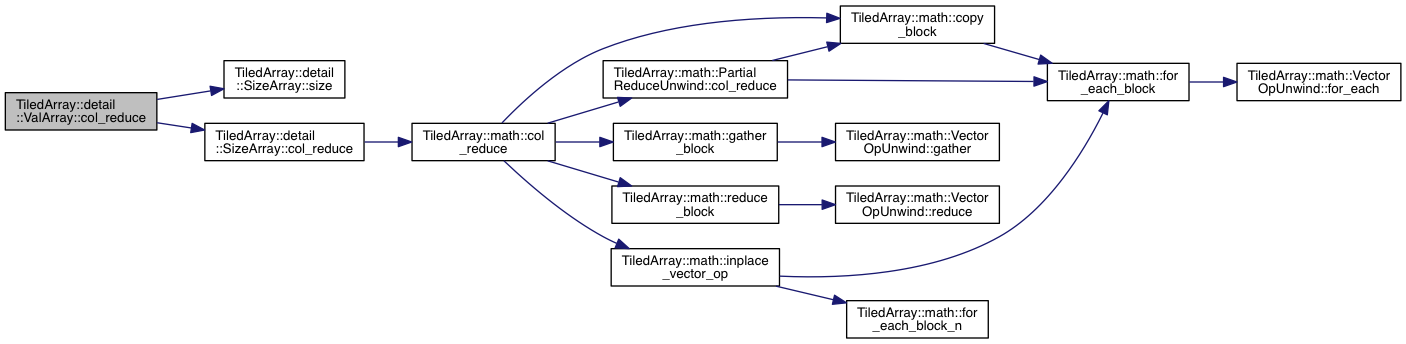 TiledArray::detail
::ValArray::col_reduce
TiledArray::detail
::SizeArray::size
TiledArray::detail
::SizeArray::col_reduce
TiledArray::math::col
_reduce
TiledArray::math::copy
_block
TiledArray::math::Partial
ReduceUnwind::col_reduce
TiledArray::math::gather
_block
TiledArray::math::reduce
_block
TiledArray::math::inplace
_vector_op
TiledArray::math::for
_each_block
TiledArray::math::Vector
OpUnwind::for_each
TiledArray::math::Vector
OpUnwind::gather
TiledArray::math::Vector
OpUnwind::reduce
TiledArray::math::for
_each_block_n